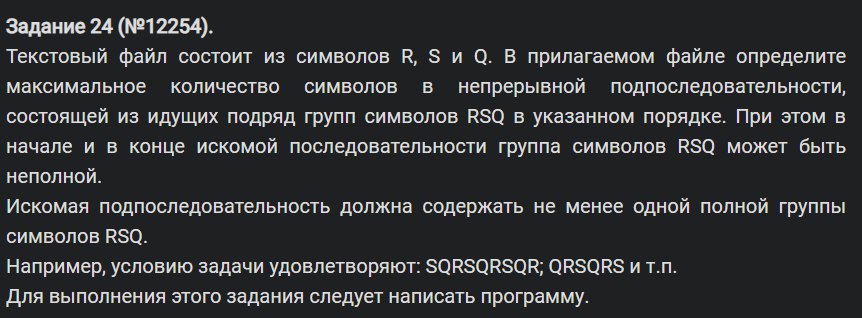 Задание 24 (№12254).
Текстовый файл состоит из символов R, S и Q. В прилагаемом файле определите
максимальное количество символов в непрерывной подпоследовательности,
состоящей из идущих подряд групп символов RSQ в указанном порядке. При этом в
начале и в конце искомой последовательности группа символов RSQ может быть
неполной.
Искомая подпоследовательность должна содержать не менее одной полной группы
символов RSQ.
Например, условию задачи удовлетворяют: SQRSQRSQR; QRSQRS и т.п.
Для выполнения этого задания следует написать программу.